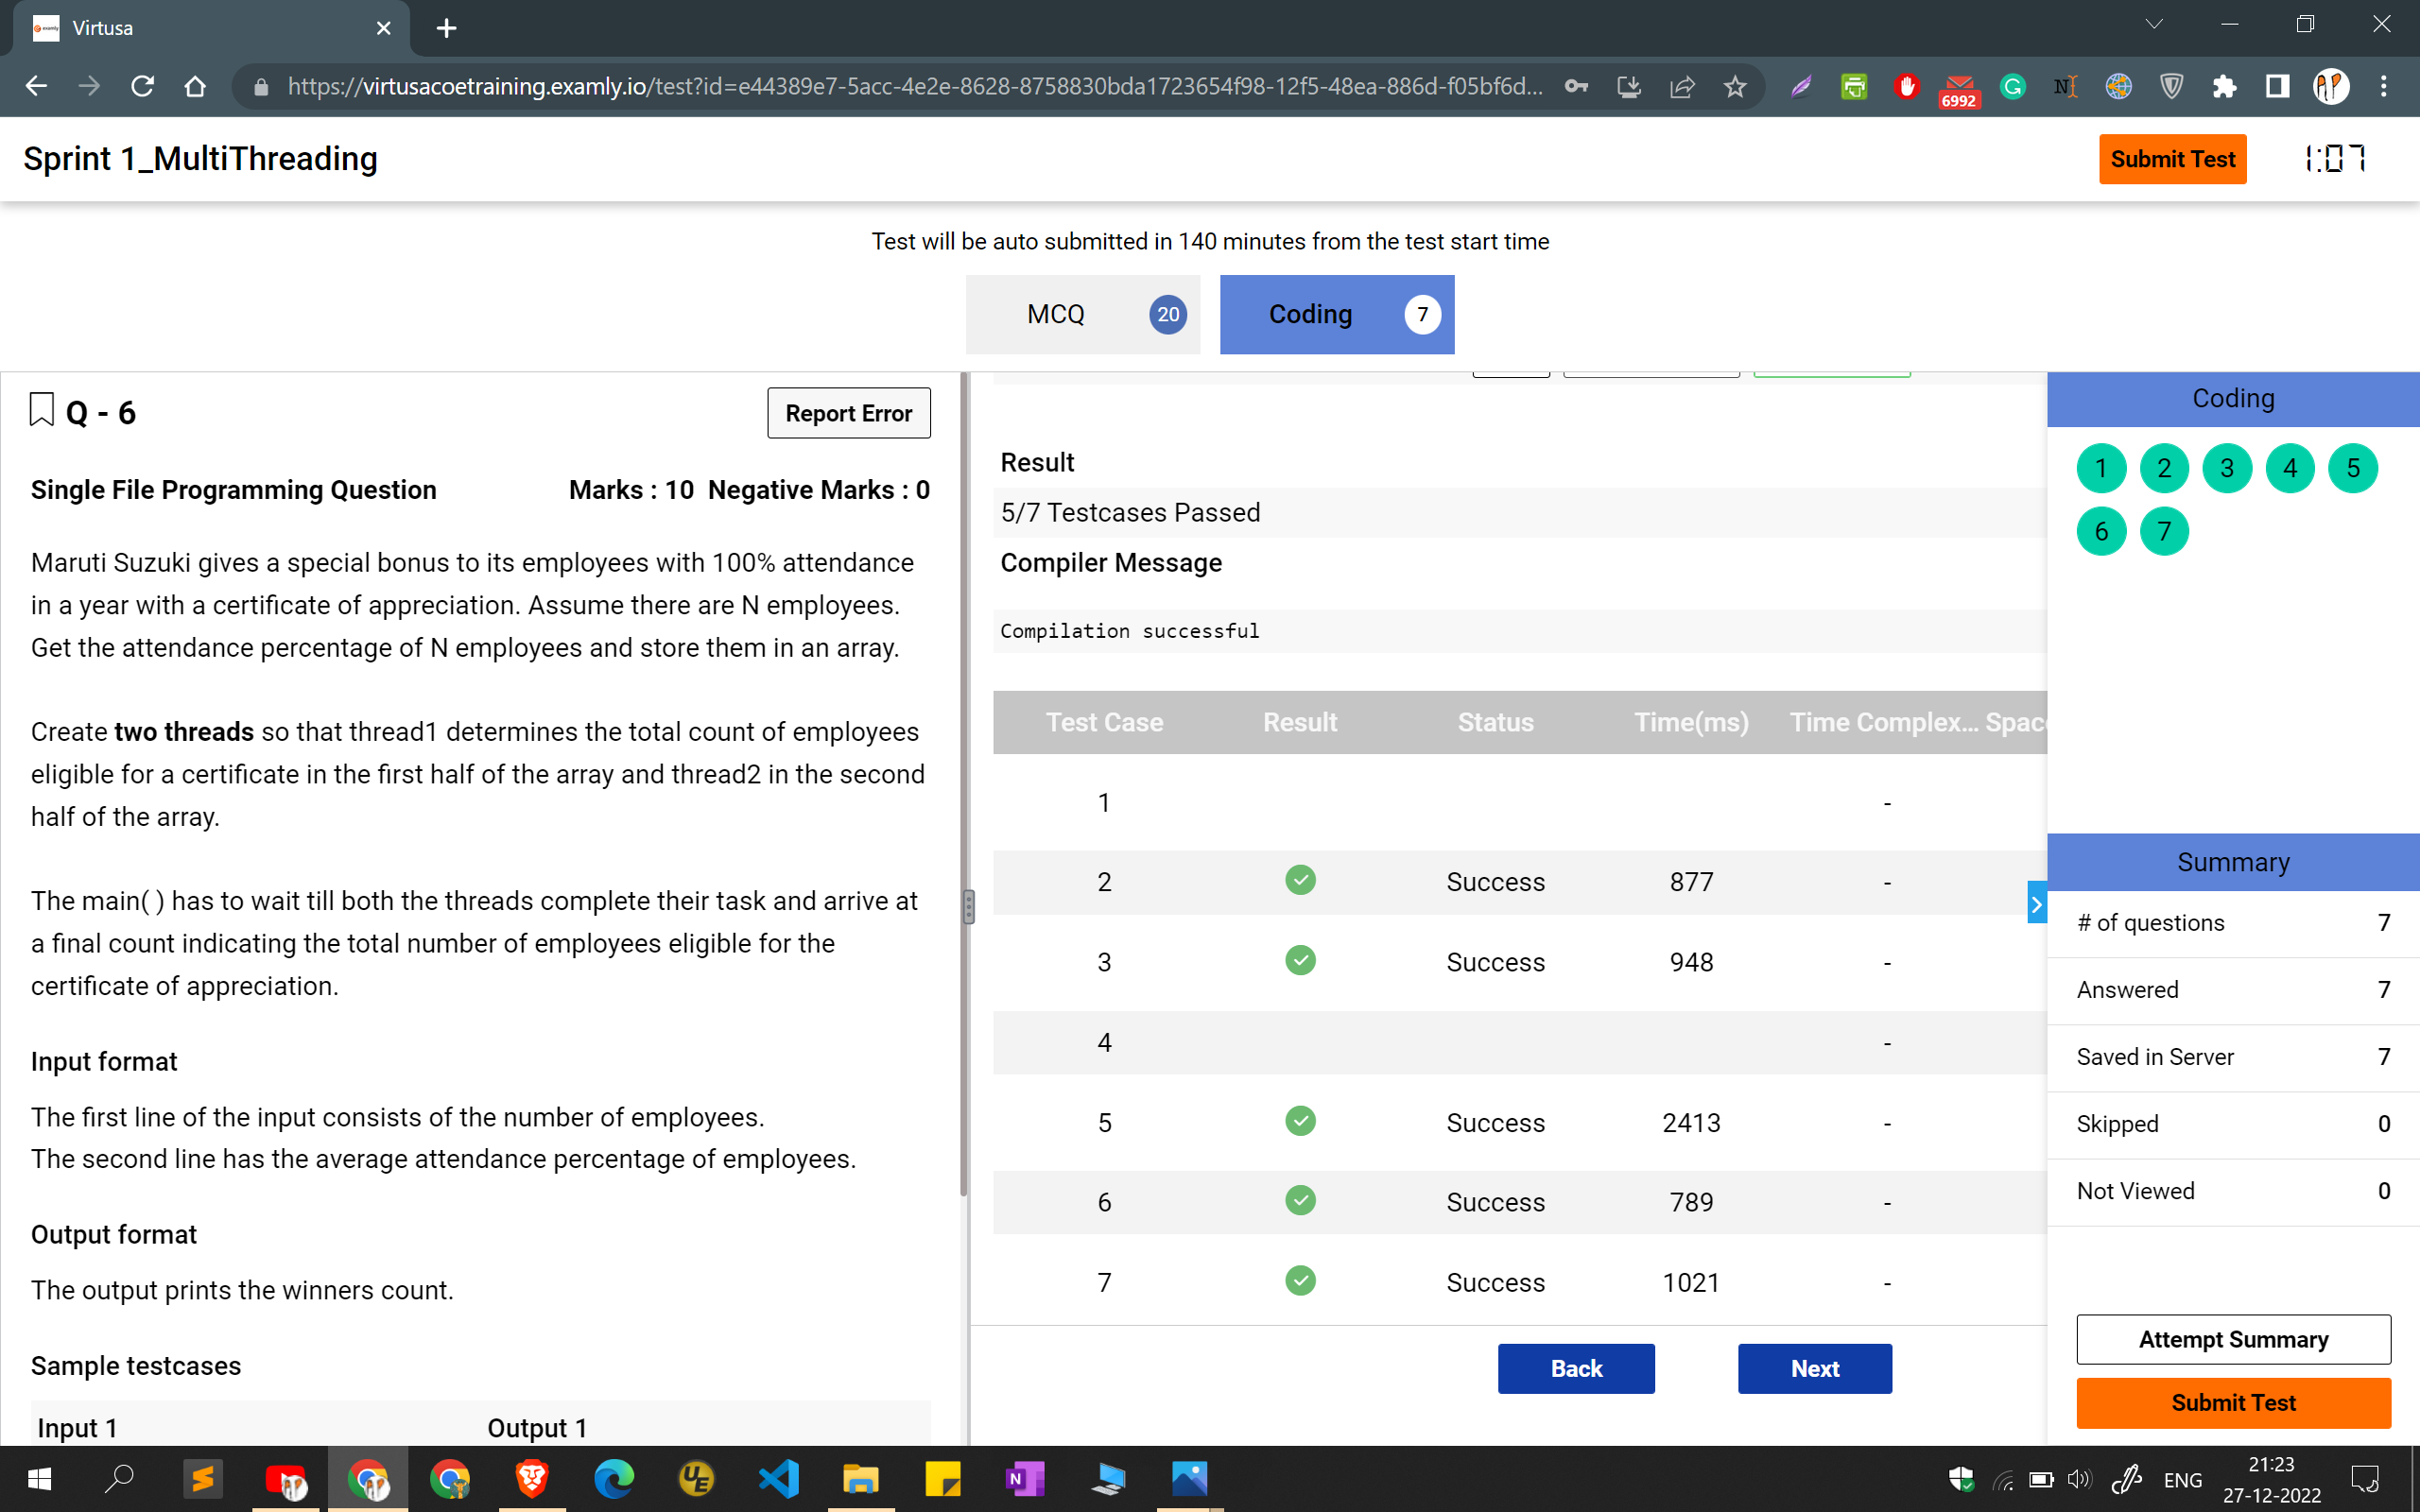 Virtusa
https://virtusacoetraining.examly.io/test?id=e44389e7-5acc-4e2e-8628-8758830bda1723654f98-12f5-48ea-886d-f05bf6d...
6992
Sprint 1_MultiThreading
Submit Test
1:07
Test will be auto submitted in 140 minutes from the test start time
MCQ 20
Coding 7
Q - 6
Report Error
Single File Programming Question Marks : 10 Negative Marks : 0
Maruti Suzuki gives a special bonus to its employees with 100% attendance
in a year with a certificate of appreciation. Assume there are N employees.
Get the attendance percentage of N employees and store them in an array.
Create two threads so that thread1 determines the total count of employees
eligible for a certificate in the first half of the array and thread2 in the second
half of the array.
The main( ) has to wait till both the threads complete their task and arrive at
a final count indicating the total number of employees eligible for the
certificate of appreciation.
Input format
The first line of the input consists of the number of employees.
The second line has the average attendance percentage of employees.
Output format
The output prints the winners count.
Sample testcases
Input 1 Output 1
Result
5/7 Testcases Passed
Compiler Message
Compilation successful
Test Case Result Status Time(ms) Time Complex... Spac
1 -
2 Success 877 -
3 Success 948 -
4 -
5 Success 2413 -
6 Success 789 -
7 Success 1021 -
Back Next
Coding
1 2 3 4 5
6 7
Summary
# of questions 7
Answered 7
Saved in Server 7
Skipped 0
Not Viewed 0
Attempt Summary
Submit Test
ENG
21:23
27-12-2022